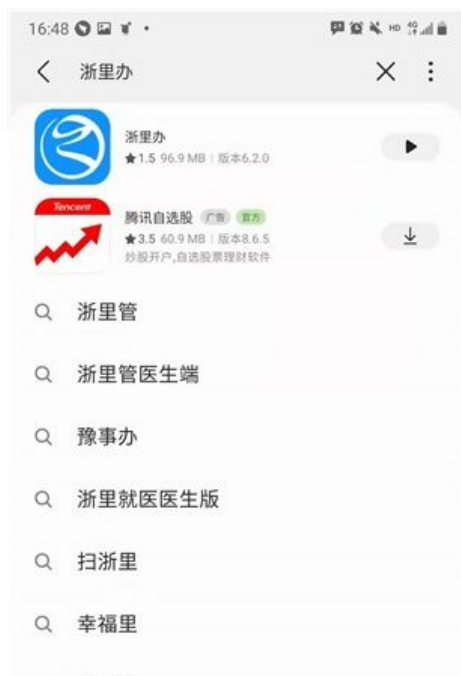 16:48
HD 4G
浙里办
浙里办
★1.5 96.9 MB | 版本6.2.0
Tencent
腾讯自选股 广告 官方
★3.5 60.9 MB | 版本8.6.5
炒股开户,自选股票理财软件
浙里管
浙里管医生端
豫事办
浙里就医医生版
扫浙里
幸福里